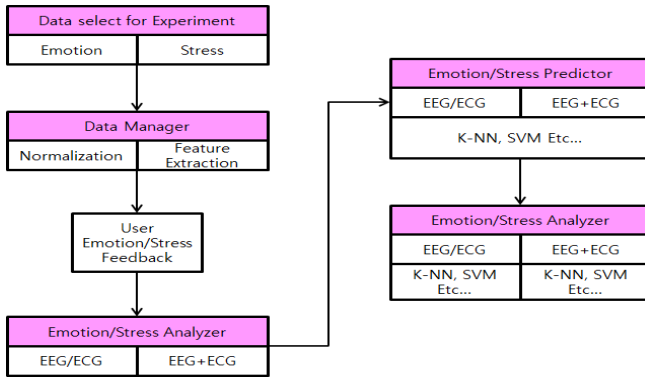 Data select for Experiment
Emotion
Stress
Data Manager
Normalization
Feature
Extraction
User
Emotion/Stress
Feedback
Emotion/Stress Analyzer
EEG/ECG
EEG+ECG
Emotion/Stress Predictor
EEG/ECG
EEG+ECG
K-NN, SVM Etc...
Emotion/Stress Analyzer
EEG/ECG
EEG+ECG
K-NN, SVM
Etc...
K-NN, SVM
Etc...